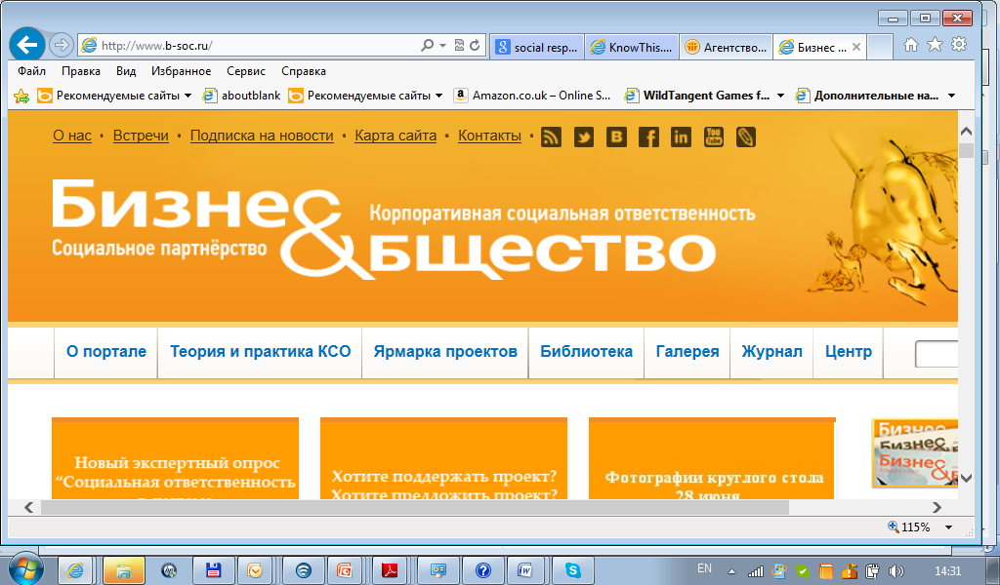 http://www.b-soc.ru/
social resp...
KnowThis....
Агентство...
Бизнес ...
Файл Правка Вид Избранное Сервис Справка
Рекомендуемые сайты
aboutblank
Рекомендуемые сайты
Amazon.co.uk – Online S...
WildTangent Games f...
Дополнительные на...
О нас • Встречи • Подписка на новости • Карта сайта • Контакты •
Бизнес
Корпоративная социальная ответственность
Социальное партнёрство
&бщество
О портале
Теория и практика КСО
Ярмарка проектов
Библиотека
Галерея
Журнал
Центр
Новый экспертный опрос
“Социальная ответственность
Хотите поддержать проект?
Хотите предложить проект?
Фотографии круглого стола
28 июня
Бизнес
Бизнес
Бизнес&
115%
EN
14:31